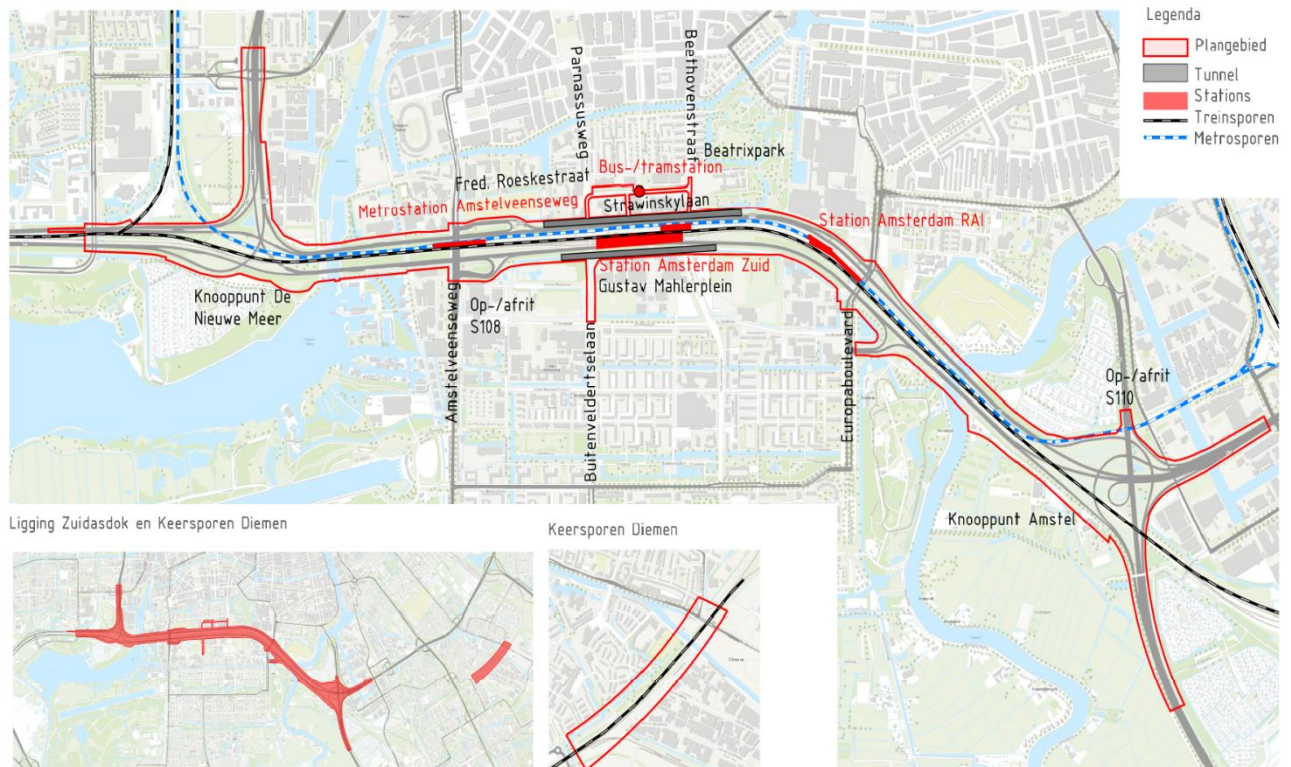 Legenda
Plangebied
Tunnel
Stations
Treinsporen
Metrosporen
Parnassusweg
Beethovenstraat
Beatrixpark
Bus-/tramstation
Fred. Roeskestraat
Metrostation Amstelveenseweg
Strawinskylaan
Station Amsterdam RAI
Station Amsterdam Zuid
Gustav Mahlerplein
Knooppunt De
Nieuwe Meer
Op-/afrit
S108
Amstelveenseweg
Buitenveldertselaan
Europaboulevard
Op-/afrit
S110
Knooppunt Amstel
Ligging Zuidasdok en Keersporen Diemen
Keersporen Diemen